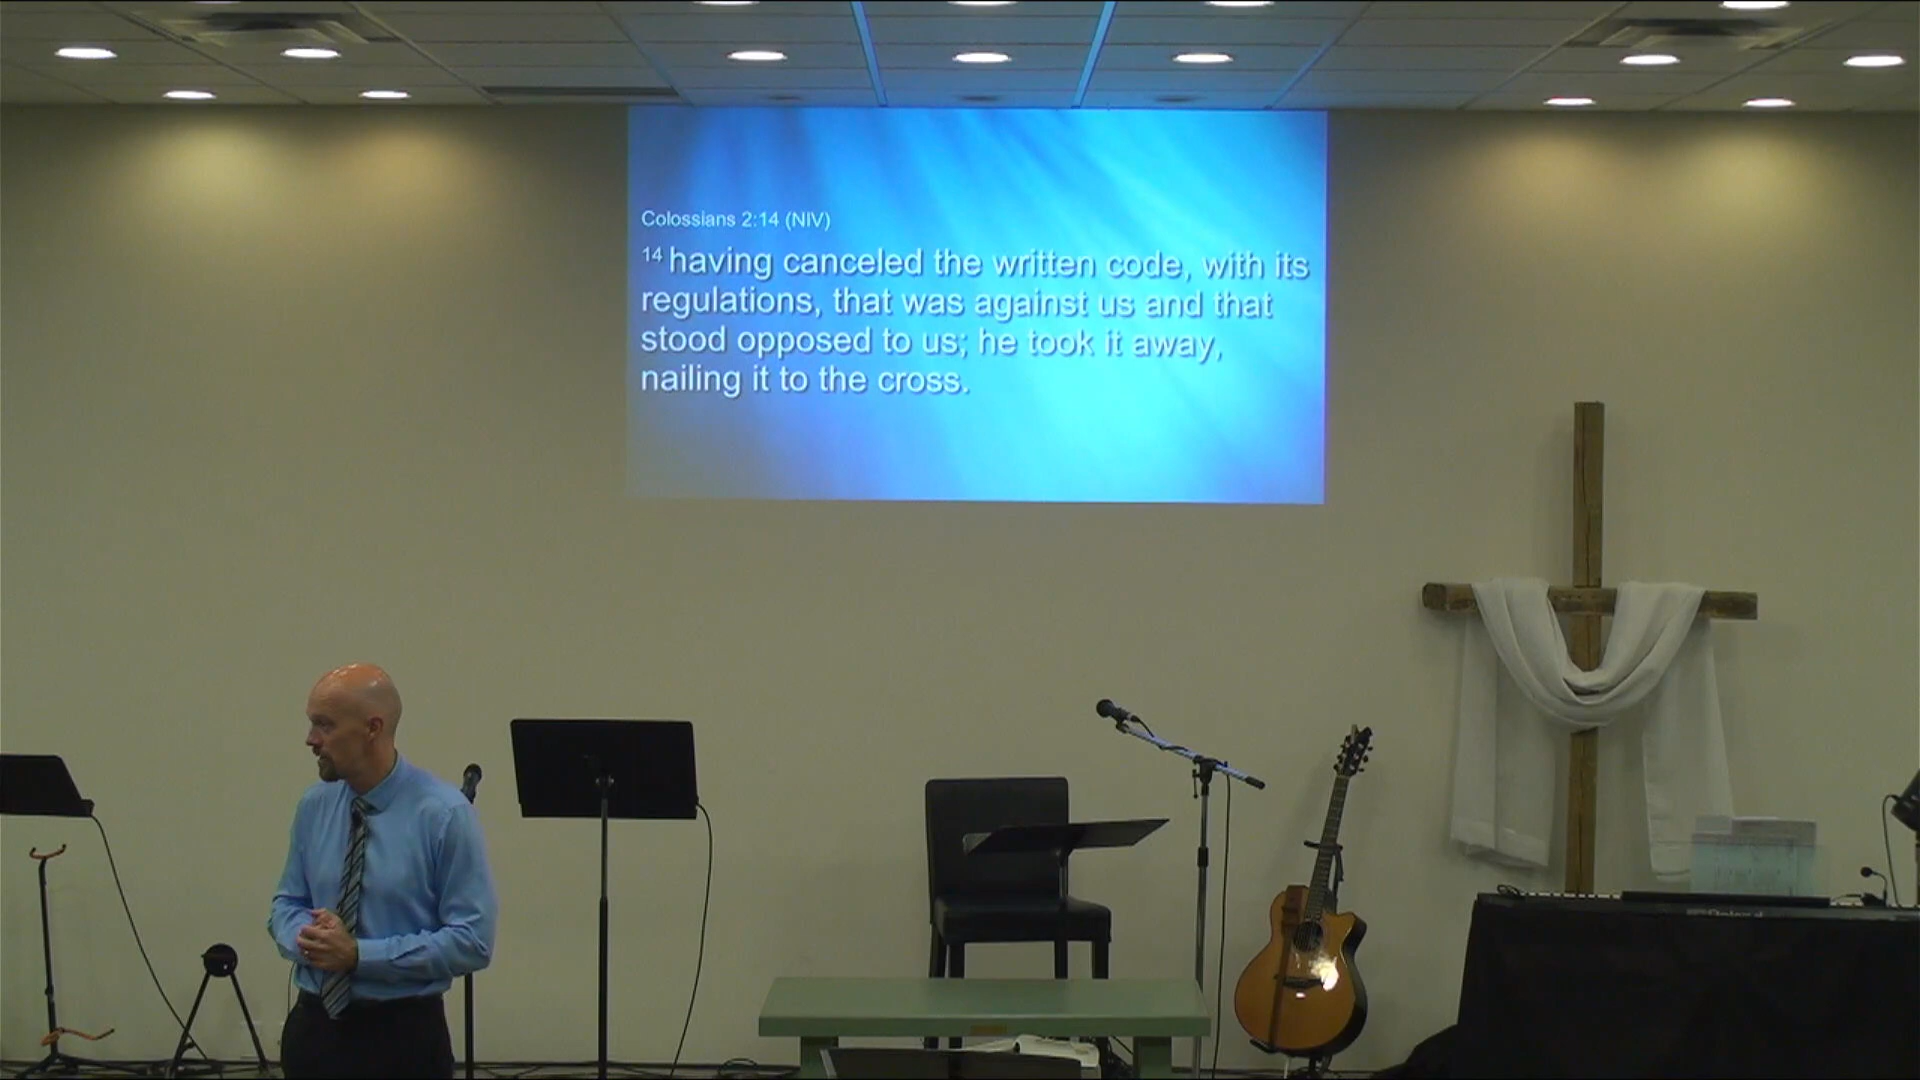 Colossians 2:14 (NIV)
14 having canceled the written code, with its
regulations, that was against us and that
stood opposed to us; he took it away,
nailing it to the cross.
Roland